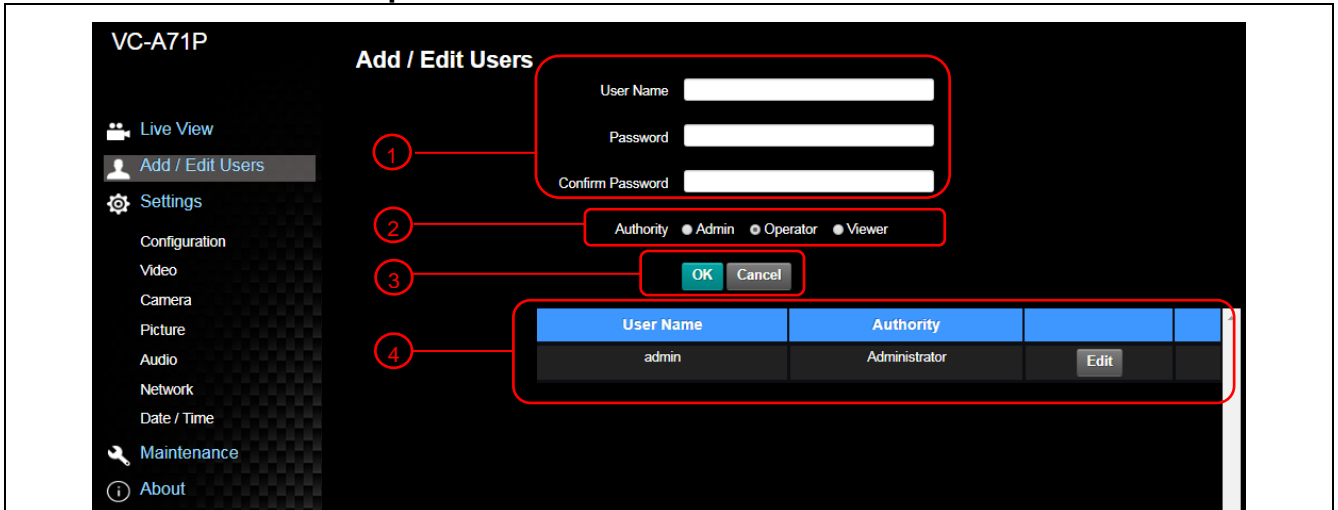 VC-A71P
Live View
Add / Edit Users
Settings
Configuration
Video
Camera
Picture
Audio
Network
Date / Time
Maintenance
About
Add / Edit Users
User Name
Password
Confirm Password
1
Authority Admin Operator Viewer
2
OK Cancel
3
User Name Authority
admin Administrator Edit
4